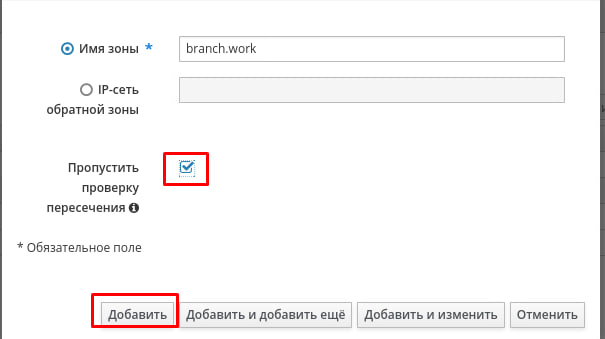 Имя зоны *
branch.work
IP-сеть
обратной зоны
Пропустить
проверку
пересечения
* Обязательное поле
Добавить Добавить и добавить ещё Добавить и изменить Отменить